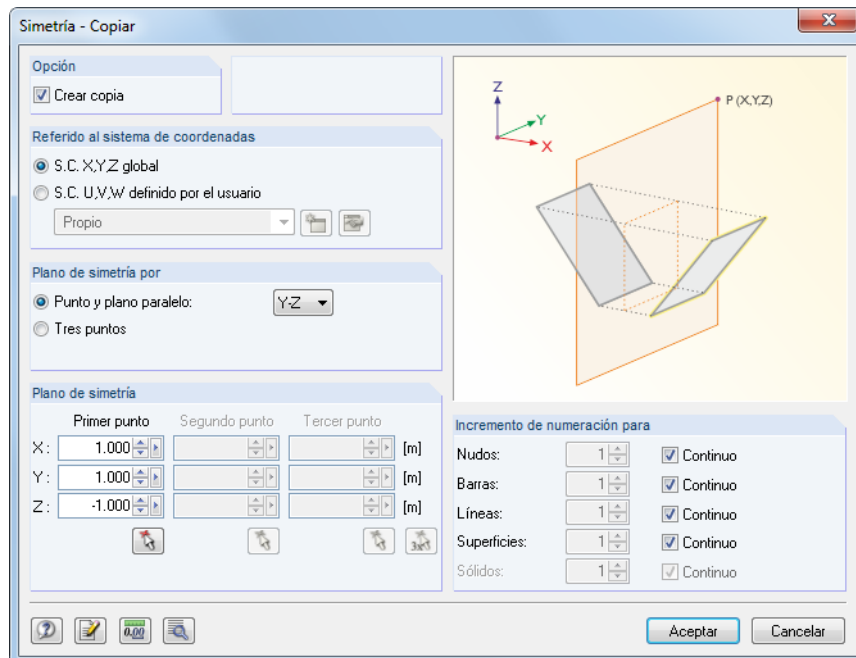 Simetría - Copiar
Opción
Crear copia
Referido al sistema de coordenadas
S.C. X,Y,Z global
S.C. U,V,W definido por el usuario
Propio
Plano de simetría por
Punto y plano paralelo: Y-Z
Tres puntos
Plano de simetría
Primer punto Segundo punto Tercer punto
X: 1.000 [m]
Y: 1.000 [m]
Z: -1.000 [m]
3x
Z
Y
X
P (X,Y,Z)
Incremento de numeración para
Nudos: 1 Continuo
Barras: 1 Continuo
Líneas: 1 Continuo
Superficies: 1 Continuo
Sólidos: 1 Continuo
0.00
Aceptar Cancelar